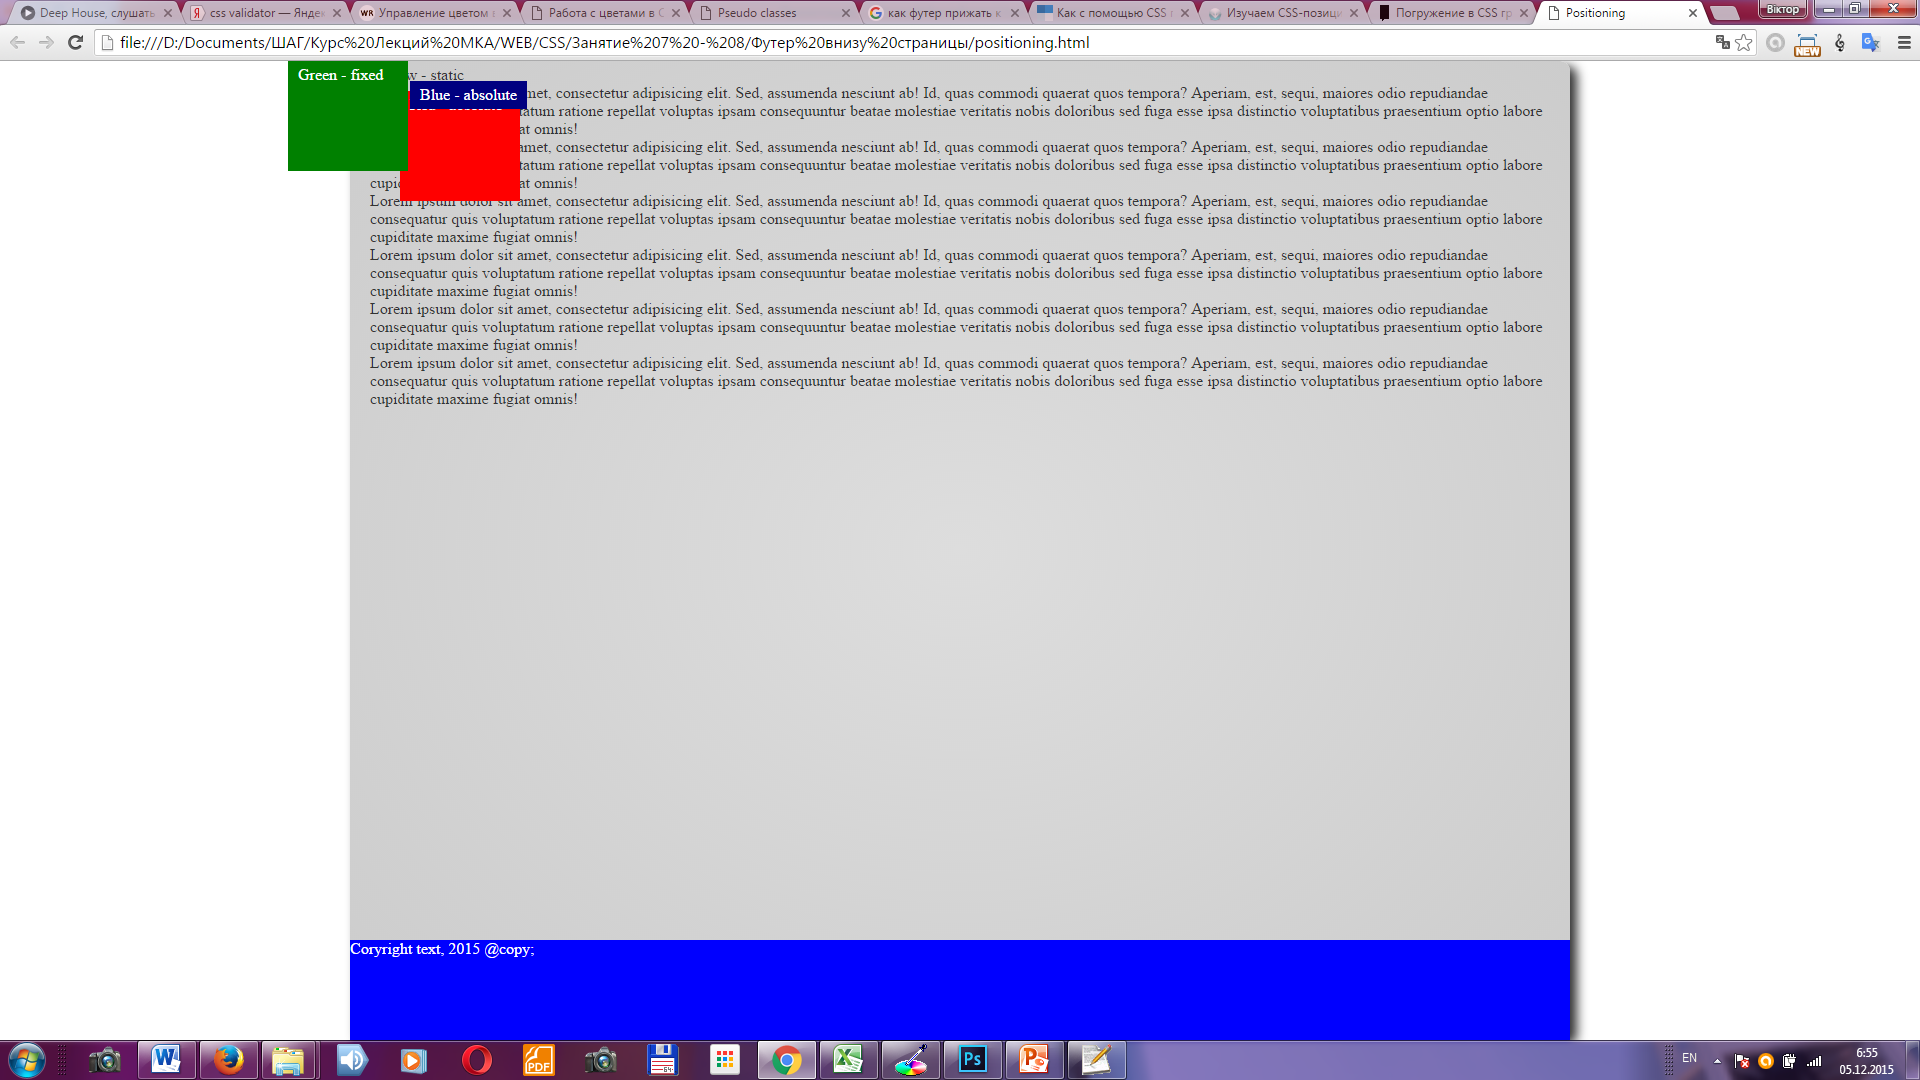 Deep House, слушать
css validator — Яндек
Управление цветом в
Работа с цветами в C
Pseudo classes
как футер прижать к
Как с помощью CSS
Изучаем CSS-позици
Погружение в CSS гр
Positioning
Віктор
file:///D:/Documents/ШАГ/Курс%20Лекций%20МКА/WEB/CSS/Занятие%207%20-%208/Футер%20внизу%20страницы/positioning.html
NEW
Green - fixed
w - static
Blue - absolute
met, consectetur adipisicing elit. Sed, assumenda nesciunt ab! Id, quas commodi quaerat quos tempora? Aperiam, est, sequi, maiores odio repudiandae
tatum ratione repellat voluptas ipsam consequuntur beatae molestiae veritatis nobis doloribus sed fuga esse ipsa distinctio voluptatibus praesentium optio labore
at omnis!
amet, consectetur adipisicing elit. Sed, assumenda nesciunt ab! Id, quas commodi quaerat quos tempora? Aperiam, est, sequi, maiores odio repudiandae
tatum ratione repellat voluptas ipsam consequuntur beatae molestiae veritatis nobis doloribus sed fuga esse ipsa distinctio voluptatibus praesentium optio labore
cupi at omnis!
Lorem ipsum dolor sit amet, consectetur adipisicing elit. Sed, assumenda nesciunt ab! Id, quas commodi quaerat quos tempora? Aperiam, est, sequi, maiores odio repudiandae
consequatur quis voluptatum ratione repellat voluptas ipsam consequuntur beatae molestiae veritatis nobis doloribus sed fuga esse ipsa distinctio voluptatibus praesentium optio labore
cupiditate maxime fugiat omnis!
Lorem ipsum dolor sit amet, consectetur adipisicing elit. Sed, assumenda nesciunt ab! Id, quas commodi quaerat quos tempora? Aperiam, est, sequi, maiores odio repudiandae
consequatur quis voluptatum ratione repellat voluptas ipsam consequuntur beatae molestiae veritatis nobis doloribus sed fuga esse ipsa distinctio voluptatibus praesentium optio labore
cupiditate maxime fugiat omnis!
Lorem ipsum dolor sit amet, consectetur adipisicing elit. Sed, assumenda nesciunt ab! Id, quas commodi quaerat quos tempora? Aperiam, est, sequi, maiores odio repudiandae
consequatur quis voluptatum ratione repellat voluptas ipsam consequuntur beatae molestiae veritatis nobis doloribus sed fuga esse ipsa distinctio voluptatibus praesentium optio labore
cupiditate maxime fugiat omnis!
Lorem ipsum dolor sit amet, consectetur adipisicing elit. Sed, assumenda nesciunt ab! Id, quas commodi quaerat quos tempora? Aperiam, est, sequi, maiores odio repudiandae
consequatur quis voluptatum ratione repellat voluptas ipsam consequuntur beatae molestiae veritatis nobis doloribus sed fuga esse ipsa distinctio voluptatibus praesentium optio labore
cupiditate maxime fugiat omnis!
Coryright text, 2015 @copy;
PDF
64
Ps
EN
6:55
05.12.2015